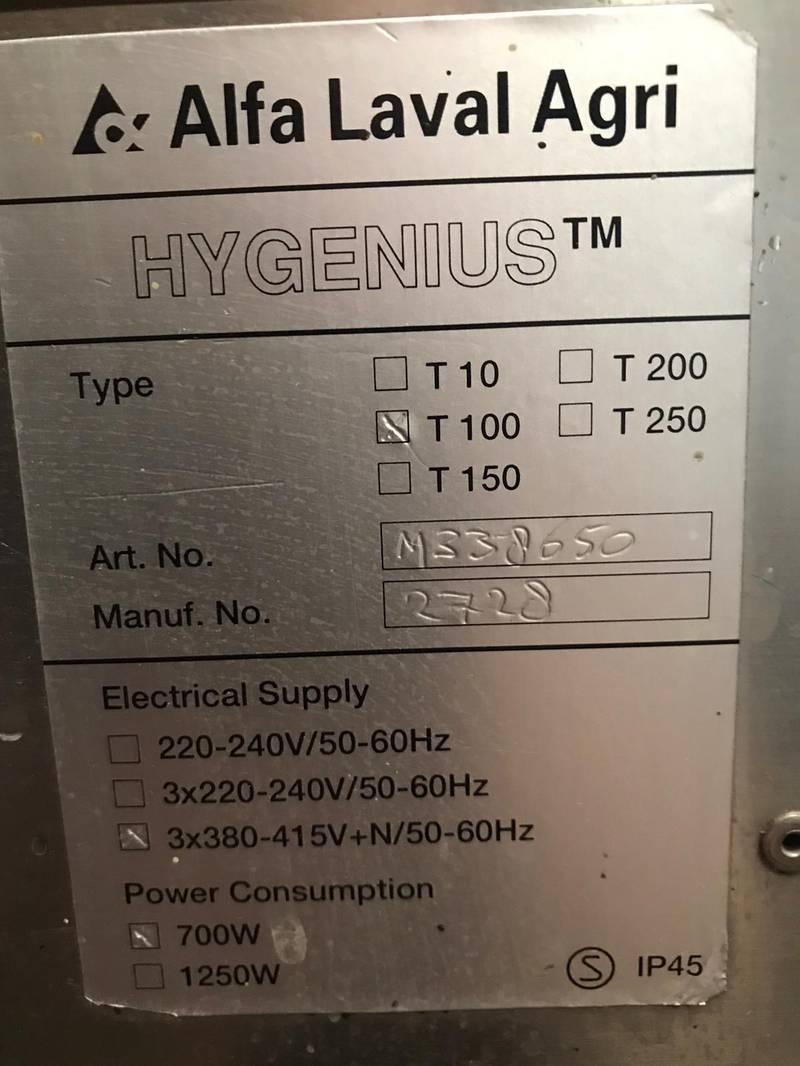 Alfa Laval Agri
HYGENIUS™
Type
T 10
T 200
T 100
T 250
T 150
Art. No. M338650
Manuf. No. 2728
Electrical Supply
220-240V/50-60Hz
3x220-240V/50-60Hz
3x380-415V+N/50-60Hz
Power Consumption
700W
1250W
S IP45